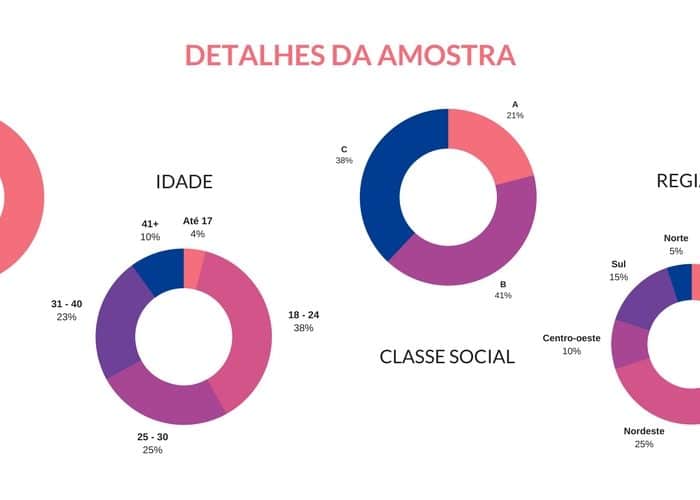 DETALHES DA AMOSTRA
IDADE
41+
10%
Até 17
4%
31 - 40
23%
18 - 24
38%
25 - 30
25%
A
21%
C
38%
B
41%
CLASSE SOCIAL
REGI
Norte
5%
Sul
15%
Centro-oeste
10%
Nordeste
25%